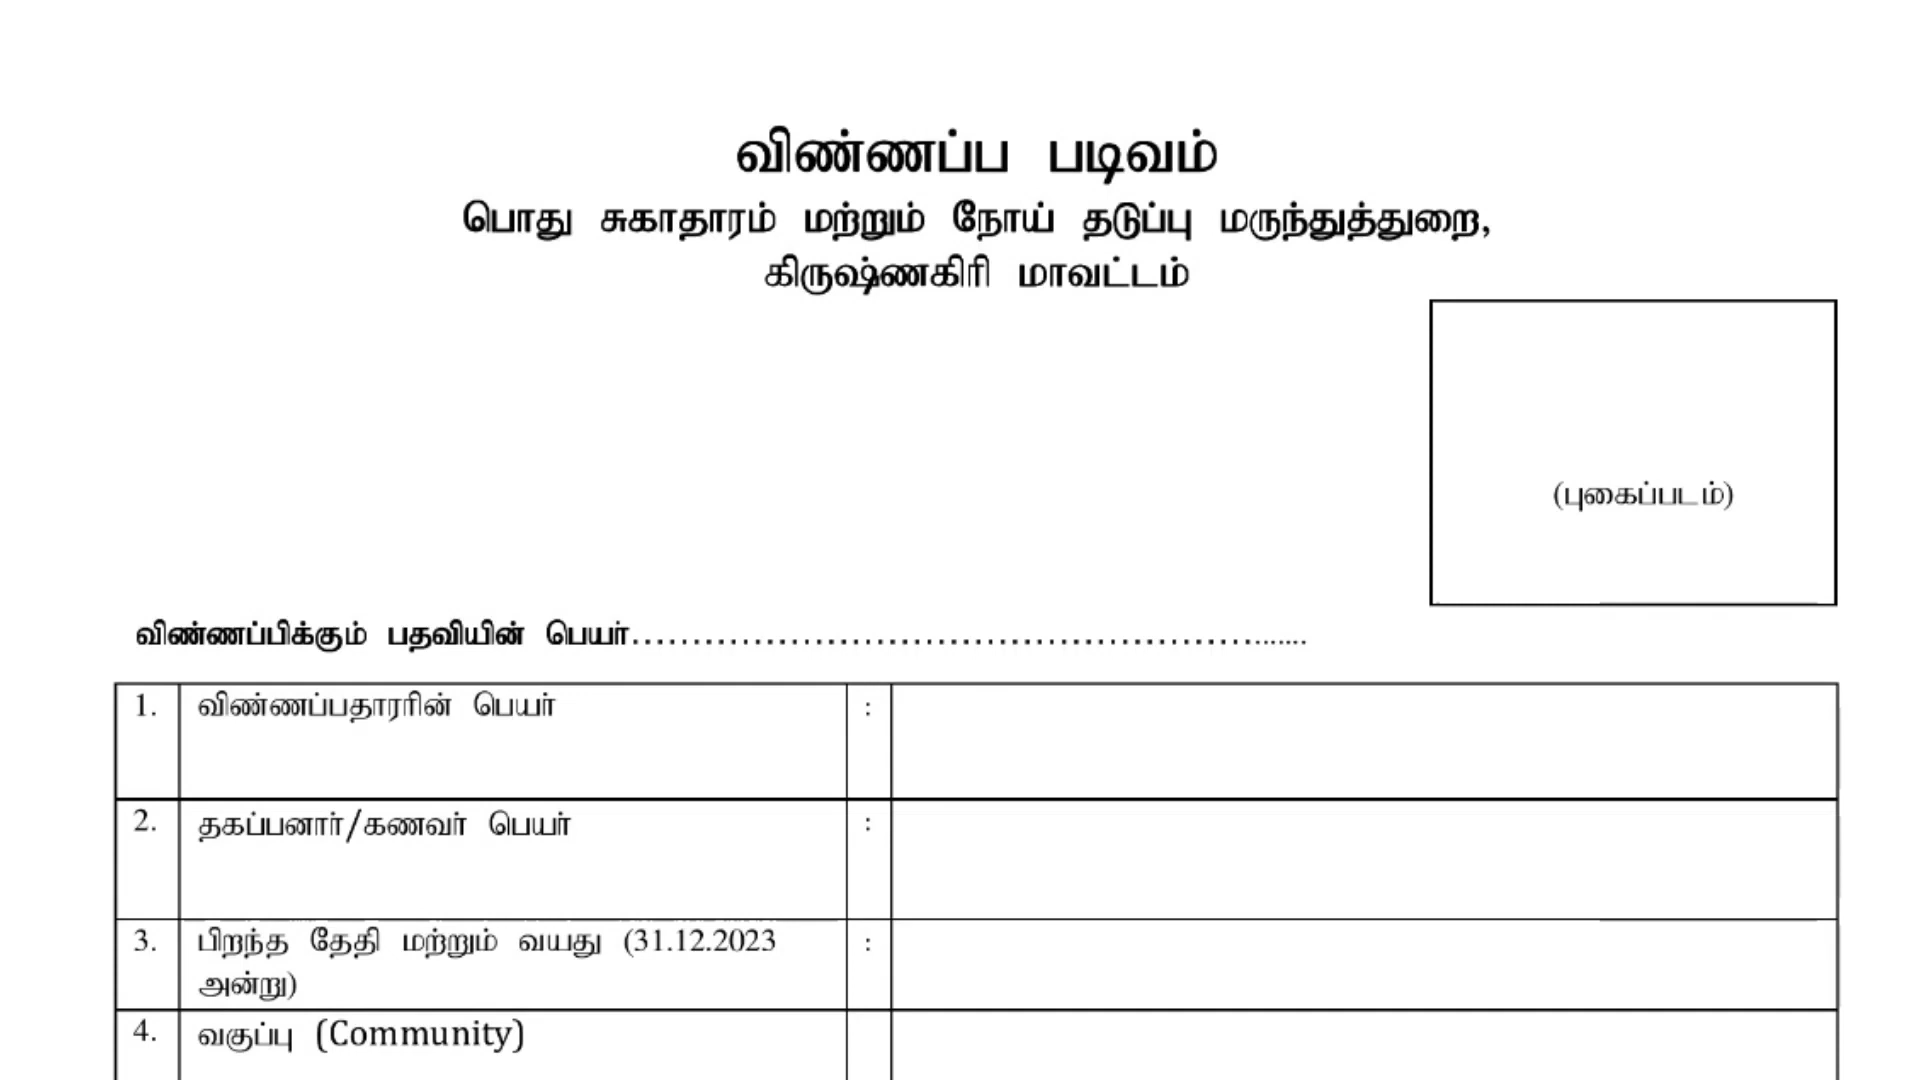 விண்ணப்ப படிவம்
பொது சுகாதாரம் மற்றும் நோய் தடுப்பு மருந்துத்துறை,
கிருஷ்ணகிரி மாவட்டம்
(புகைப்படம்)
விண்ணப்பிக்கும் பதவியின் பெயர்……………………………………………………......
1. விண்ணப்பதாரரின் பெயர் :
2. தகப்பனார்/கணவர் பெயர் :
3. பிறந்த தேதி மற்றும் வயது (31.12.2023 :
அன்று)
4. வகுப்பு (Community)